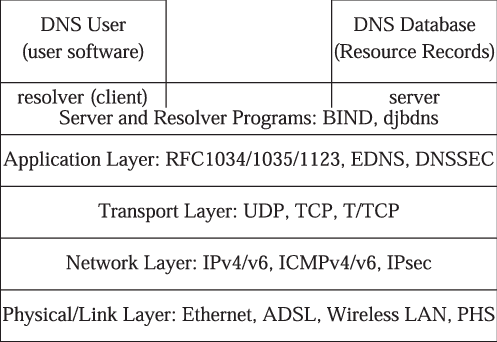 DNS User
(user software)
DNS Database
(Resource Records)
resolver (client)
server
Server and Resolver Programs: BIND, djbdns
Application Layer: RFC1034/1035/1123, EDNS, DNSSEC
Transport Layer: UDP, TCP, T/TCP
Network Layer: IPv4/v6, ICMPv4/v6, IPsec
Physical/Link Layer: Ethernet, ADSL, Wireless LAN, PHS